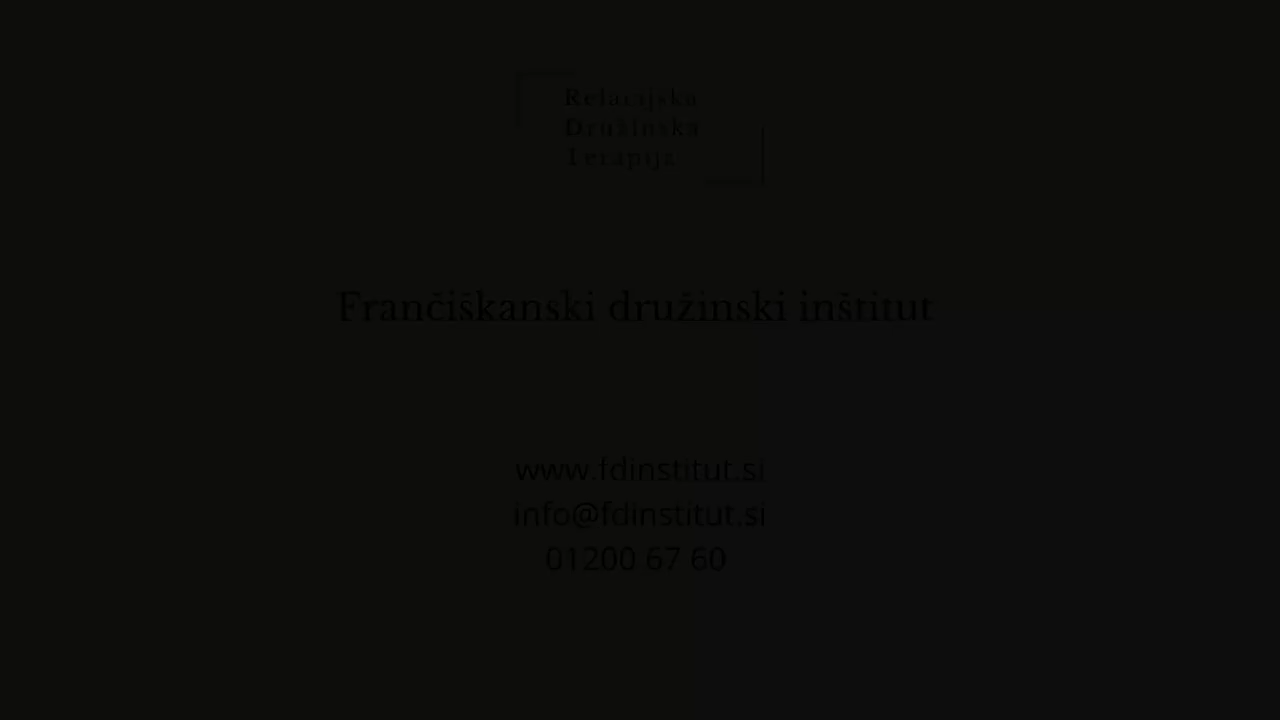 Relacijska
Družinska
Terapija
Frančiškanski družinski inštitut
www.fdinstitut.si
info@fdinstitut.si
01200 67 60